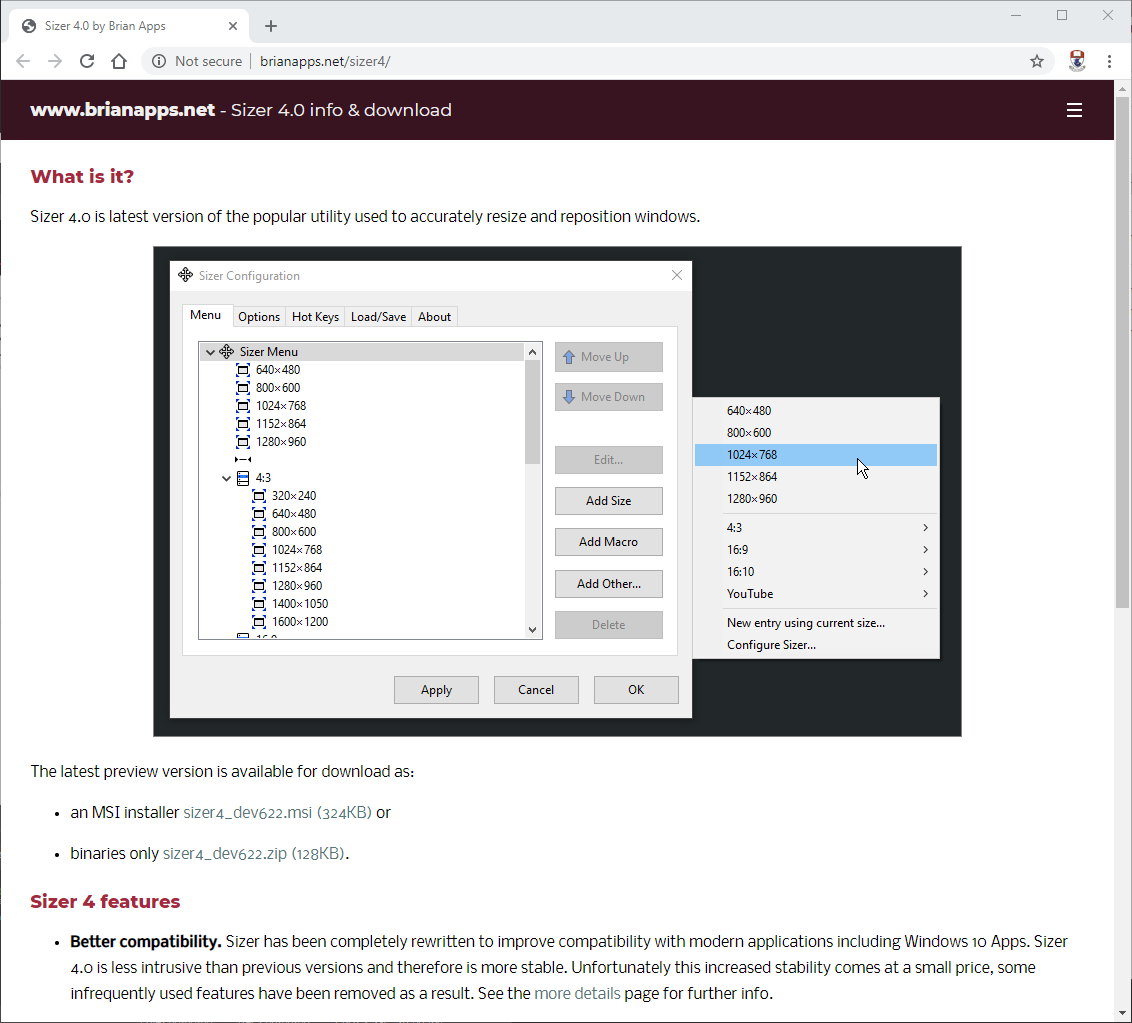 Sizer 4.0 by Brian Apps
Not secure | brianapps.net/sizer4/
www.brianapps.net - Sizer 4.0 info & download
What is it?
Sizer 4.0 is latest version of the popular utility used to accurately resize and reposition windows.
Sizer Configuration
Menu
Options
Hot Keys
Load/Save
About
Sizer Menu
640×480
800×600
1024×768
1152×864
1280×960
4:3
320×240
640×480
800×600
1024×768
1152×864
1280×960
1400×1050
1600×1200
Move Up
Move Down
Edit...
Add Size
Add Macro
Add Other...
Delete
Apply
Cancel
OK
640×480
800×600
1024×768
1152×864
1280×960
4:3
16:9
16:10
YouTube
New entry using current size...
Configure Sizer...
The latest preview version is available for download as:
• an MSI installer sizer4_dev622.msi (324KB) or
• binaries only sizer4_dev622.zip (128KB).
Sizer 4 features
• Better compatibility. Sizer has been completely rewritten to improve compatibility with modern applications including Windows 10 Apps. Sizer
4.0 is less intrusive than previous versions and therefore is more stable. Unfortunately this increased stability comes at a small price, some
infrequently used features have been removed as a result. See the more details page for further info.